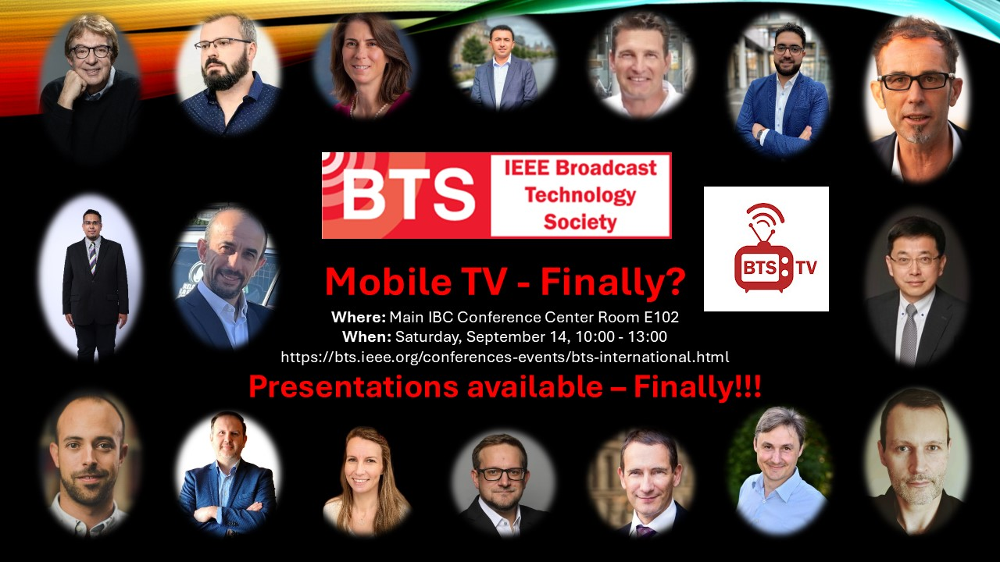 BTS
IEEE Broadcast
Technology
Society
BTS TV
Mobile TV - Finally?
Where: Main IBC Conference Center Room E102
When: Saturday, September 14, 10:00 - 13:00
https://bts.ieee.org/conferences-events/bts-international.html
Presentations available – Finally!!!